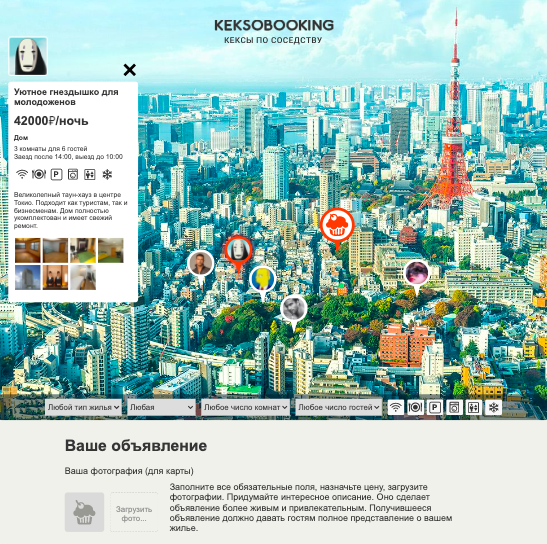 KEKSOBOOKING
КЕКСЫ ПО СОСЕДСТВУ
Уютное гнездышко для
молодоженов
42000₽/ночь
Дом
3 комнаты для 6 гостей
Заезд после 14:00, выезд до 10:00
P
Великолепный таун-хауз в центре
Токио. Подходит как туристам, так и
бизнесменам. Дом полностью
укомплектован и имеет свежий
ремонт.
Любой тип жилья Любая Любое число комнат Любое число гостей P
Ваше объявление
Ваша фотография (для карты)
Загрузить
фото...
Заполните все обязательные поля, назначьте цену, загрузите
фотографии. Придумайте интересное описание. Оно сделает
объявление более живым и привлекательным. Получившееся
объявление должно давать гостям полное представление о вашем
жилье.